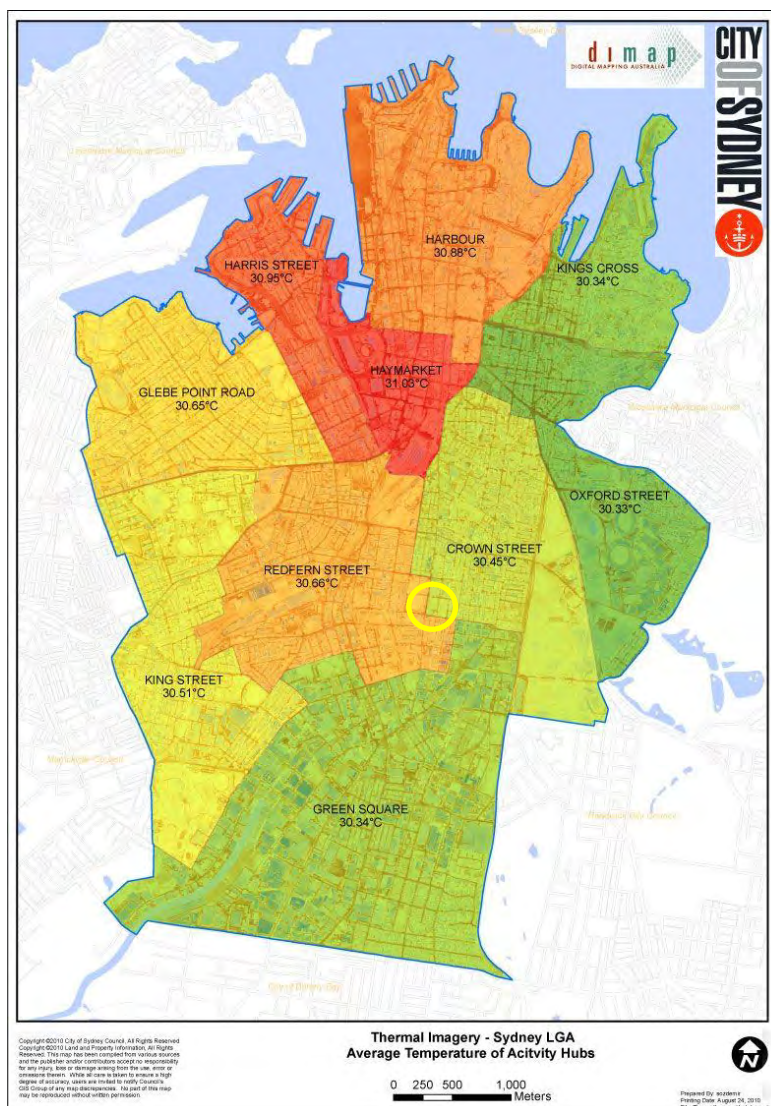 dimap
DIGITAL MAPPING AUSTRALIA
CITY OF SYDNEY
HARBOUR
30.88°C
HARRIS STREET
30.95°C
KINGS CROSS
30.34°C
HAYMARKET
31.03°C
GLEBE POINT ROAD
30.65°C
OXFORD STREET
30.33°C
CROWN STREET
30.45°C
REDFERN STREET
30.66°C
KING STREET
30.51°C
GREEN SQUARE
30.34°C
Copyright ©2010 City of Sydney Council, All Rights Reserved
Copyright ©2010 Land and Property Information, All Rights
Reserved. This map has been compiled from various sources
and the publisher and/or contributors accept no responsibility
for any injury, loss or damage arising from the use, error or
omissions therein. While all care is taken to ensure a high
degree of accuracy, users are invited to notify Council's
GIS Group of any map discrepancies. No part of this map
may be reproduced without written permission.
Thermal Imagery - Sydney LGA
Average Temperature of Acitvity Hubs
0 250 500 1,000
Meters
N
Prepared By: sozdemir
Printing Date: August 24, 2010